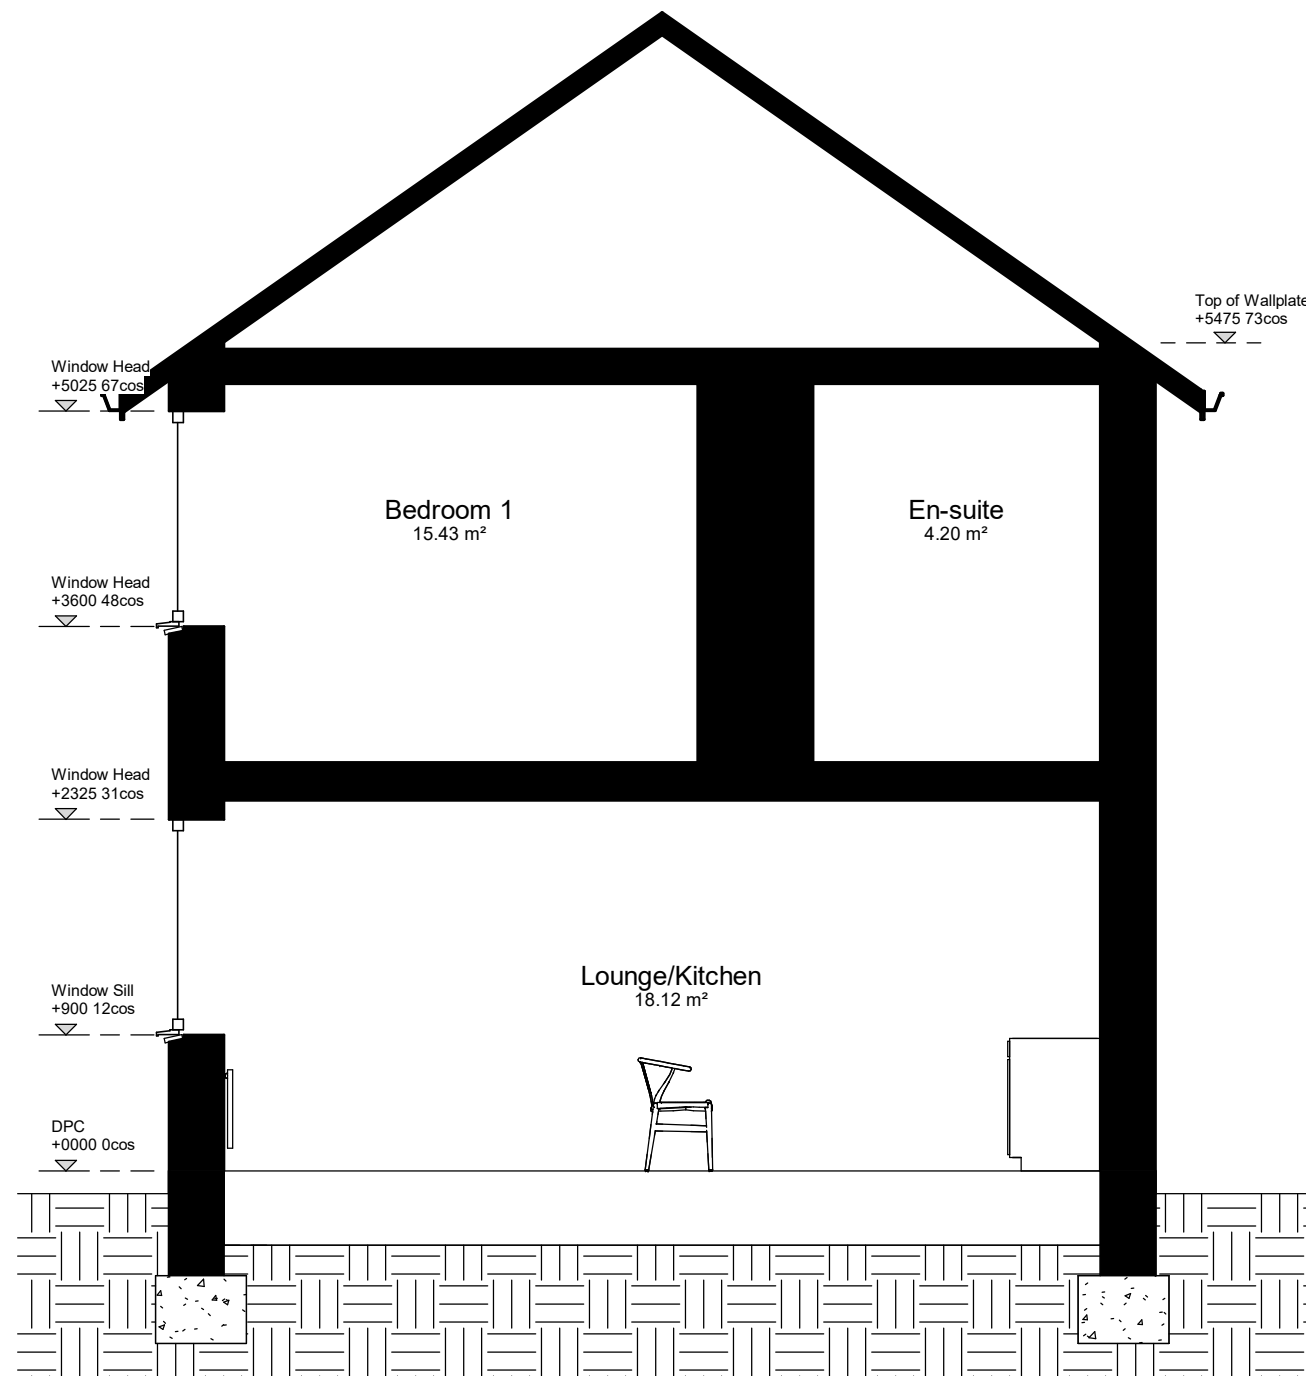 Top of Wallplate
+5475 73cos
Window Head
+5025 67cos
Bedroom 1
15.43 m²
En-suite
4.20 m²
Window Head
+3600 48cos
Window Head
+2325 31cos
Lounge/Kitchen
18.12 m²
Window Sill
+900 12cos
DPC
+0000 0cos